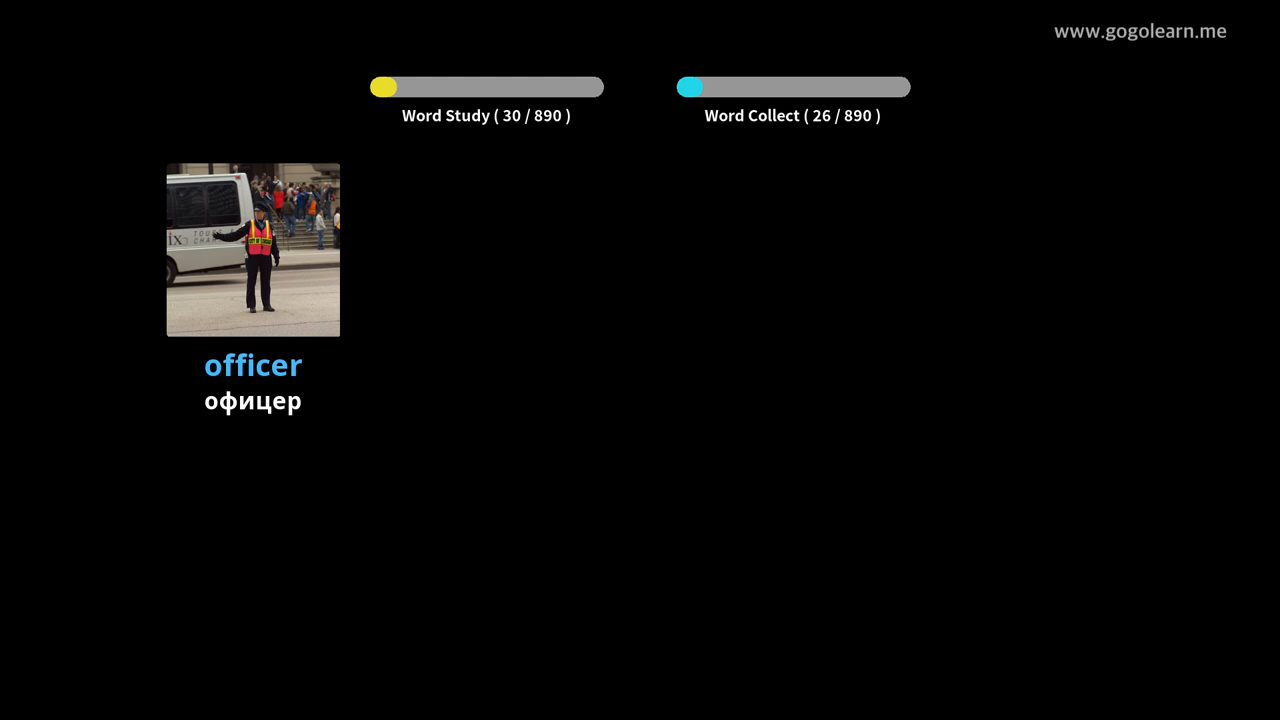 www.gogolearn.me
Word Study ( 30 / 890 )
Word Collect ( 26 / 890 )
officer
офицер